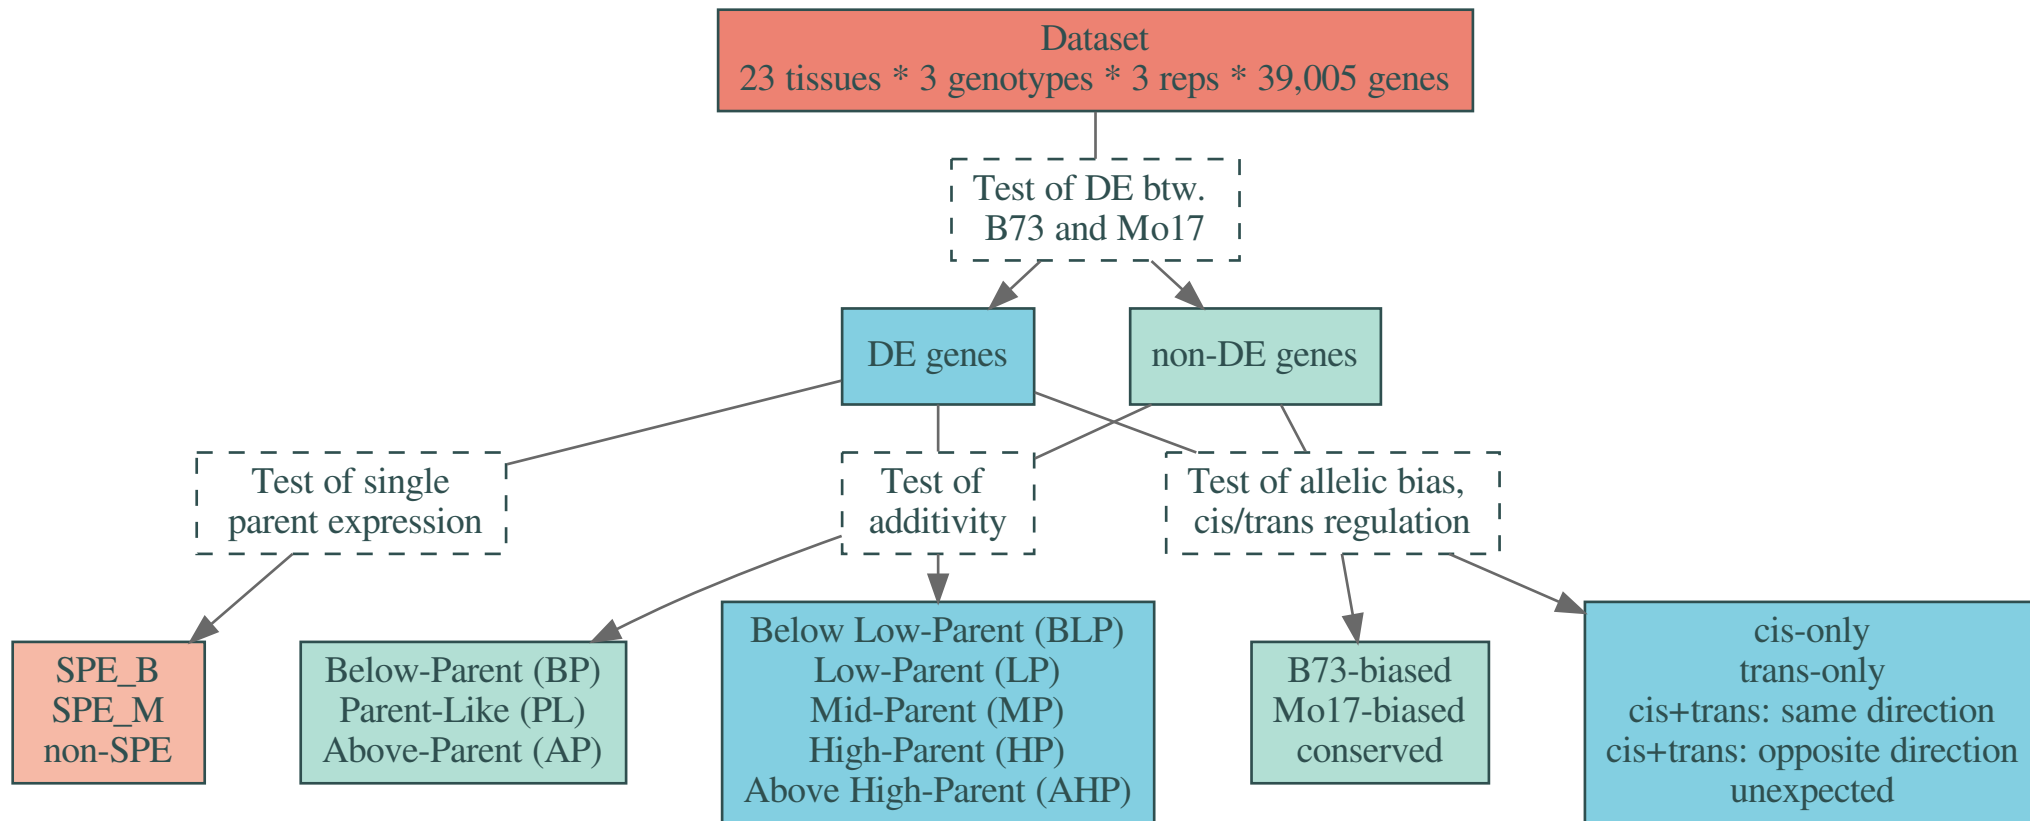 Dataset
23 tissues * 3 genotypes * 3 reps * 39,005 genes
Test of DE btw.
B73 and Mo17
DE genes
non-DE genes
Test of single
parent expression
Test of
additivity
Test of allelic bias,
cis/trans regulation
SPE_B
SPE_M
non-SPE
Below-Parent (BP)
Parent-Like (PL)
Above-Parent (AP)
Below Low-Parent (BLP)
Low-Parent (LP)
Mid-Parent (MP)
High-Parent (HP)
Above High-Parent (AHP)
B73-biased
Mo17-biased
conserved
cis-only
trans-only
cis+trans: same direction
cis+trans: opposite direction
unexpected